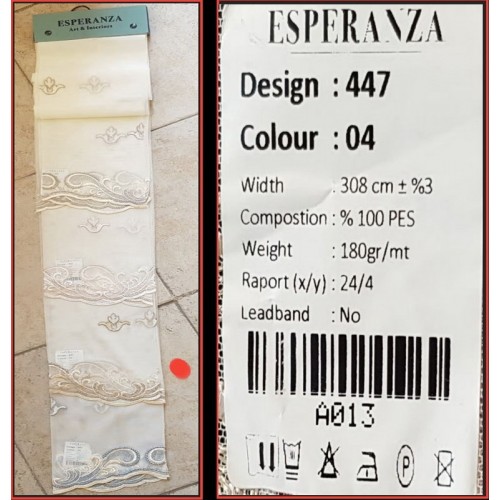 ESPERANZA
Art & Interiors
ESPERANZA
Design : 447
Colour : 04
Width : 308 cm ± %3
Compostion : % 100 PES
Weight : 180gr/mt
Raport (x/y) : 24/4
Leadband : No
A013
P